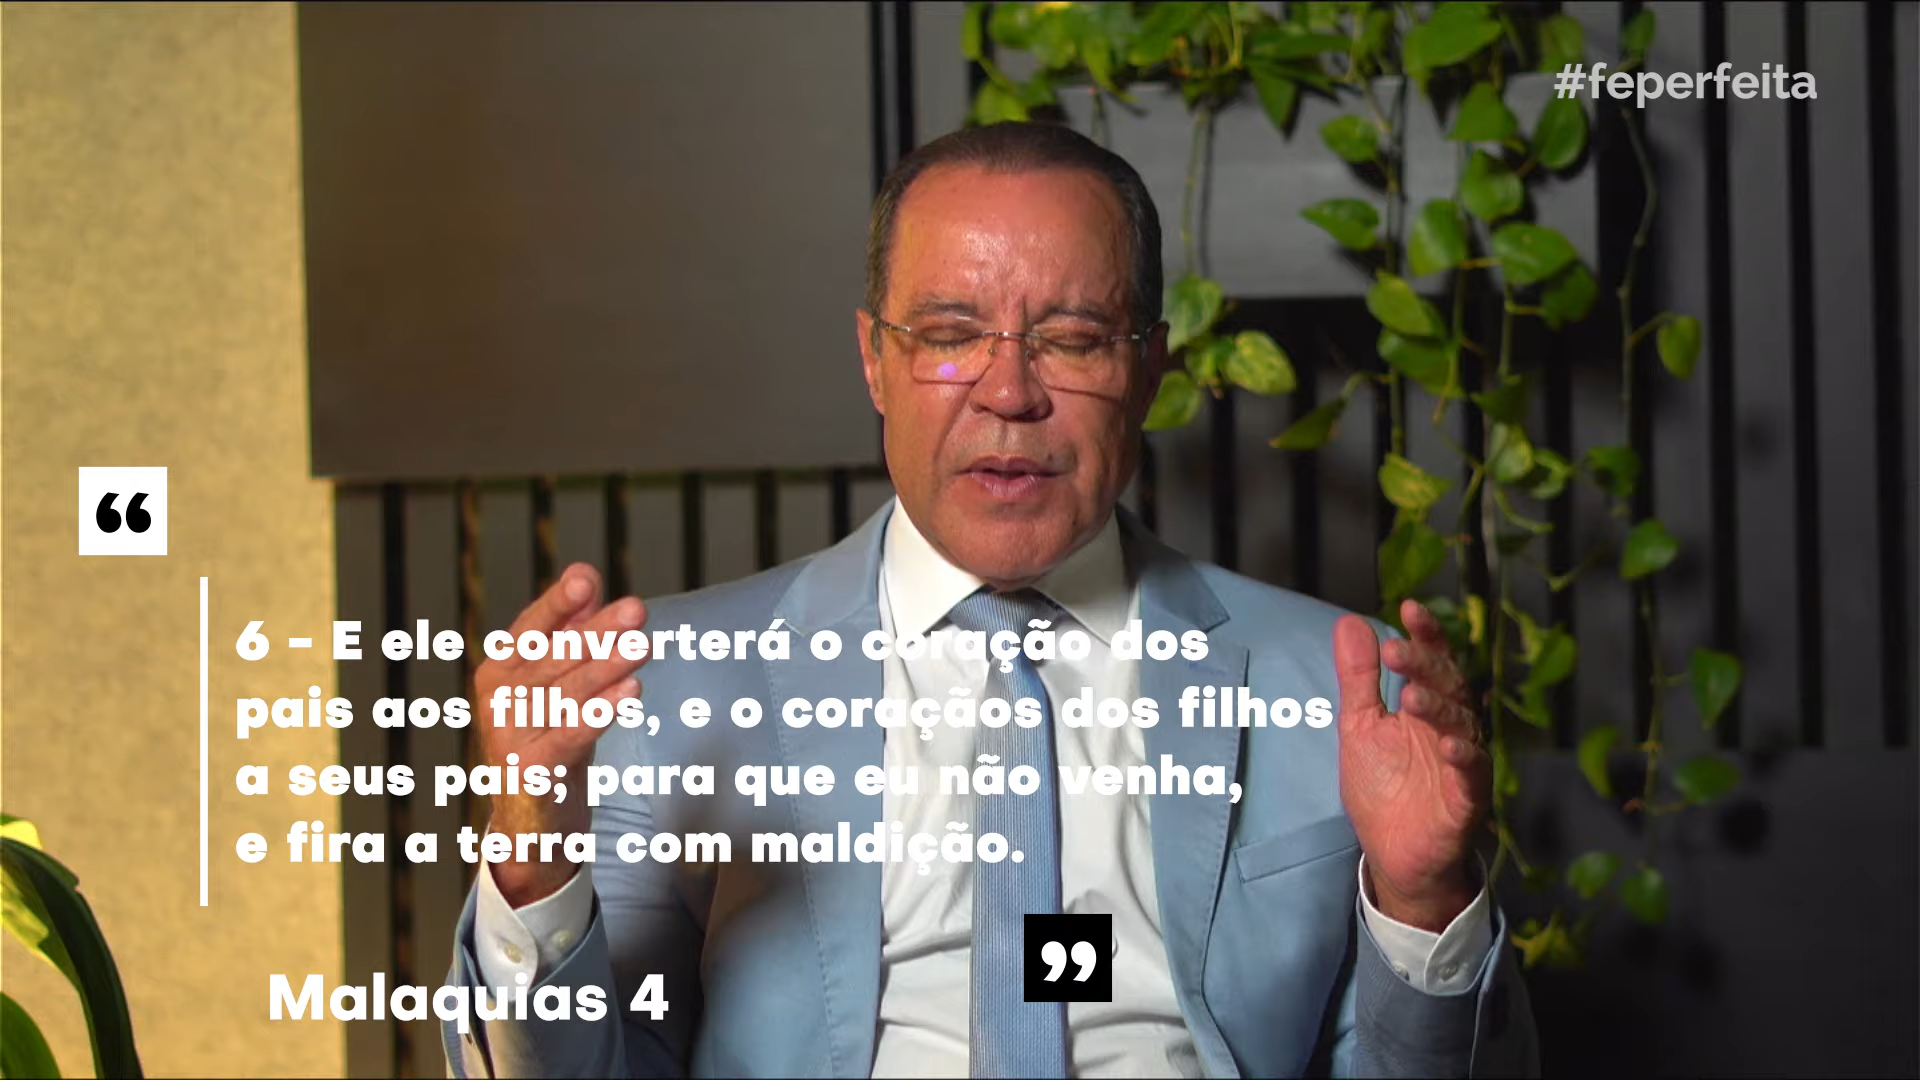 #feperfeita
“
6 - E ele converterá o coração dos
pais aos filhos, e o coraçãos dos filhos
a seus pais; para que eu não venha,
e fira a terra com maldição.
”
Malaquias 4